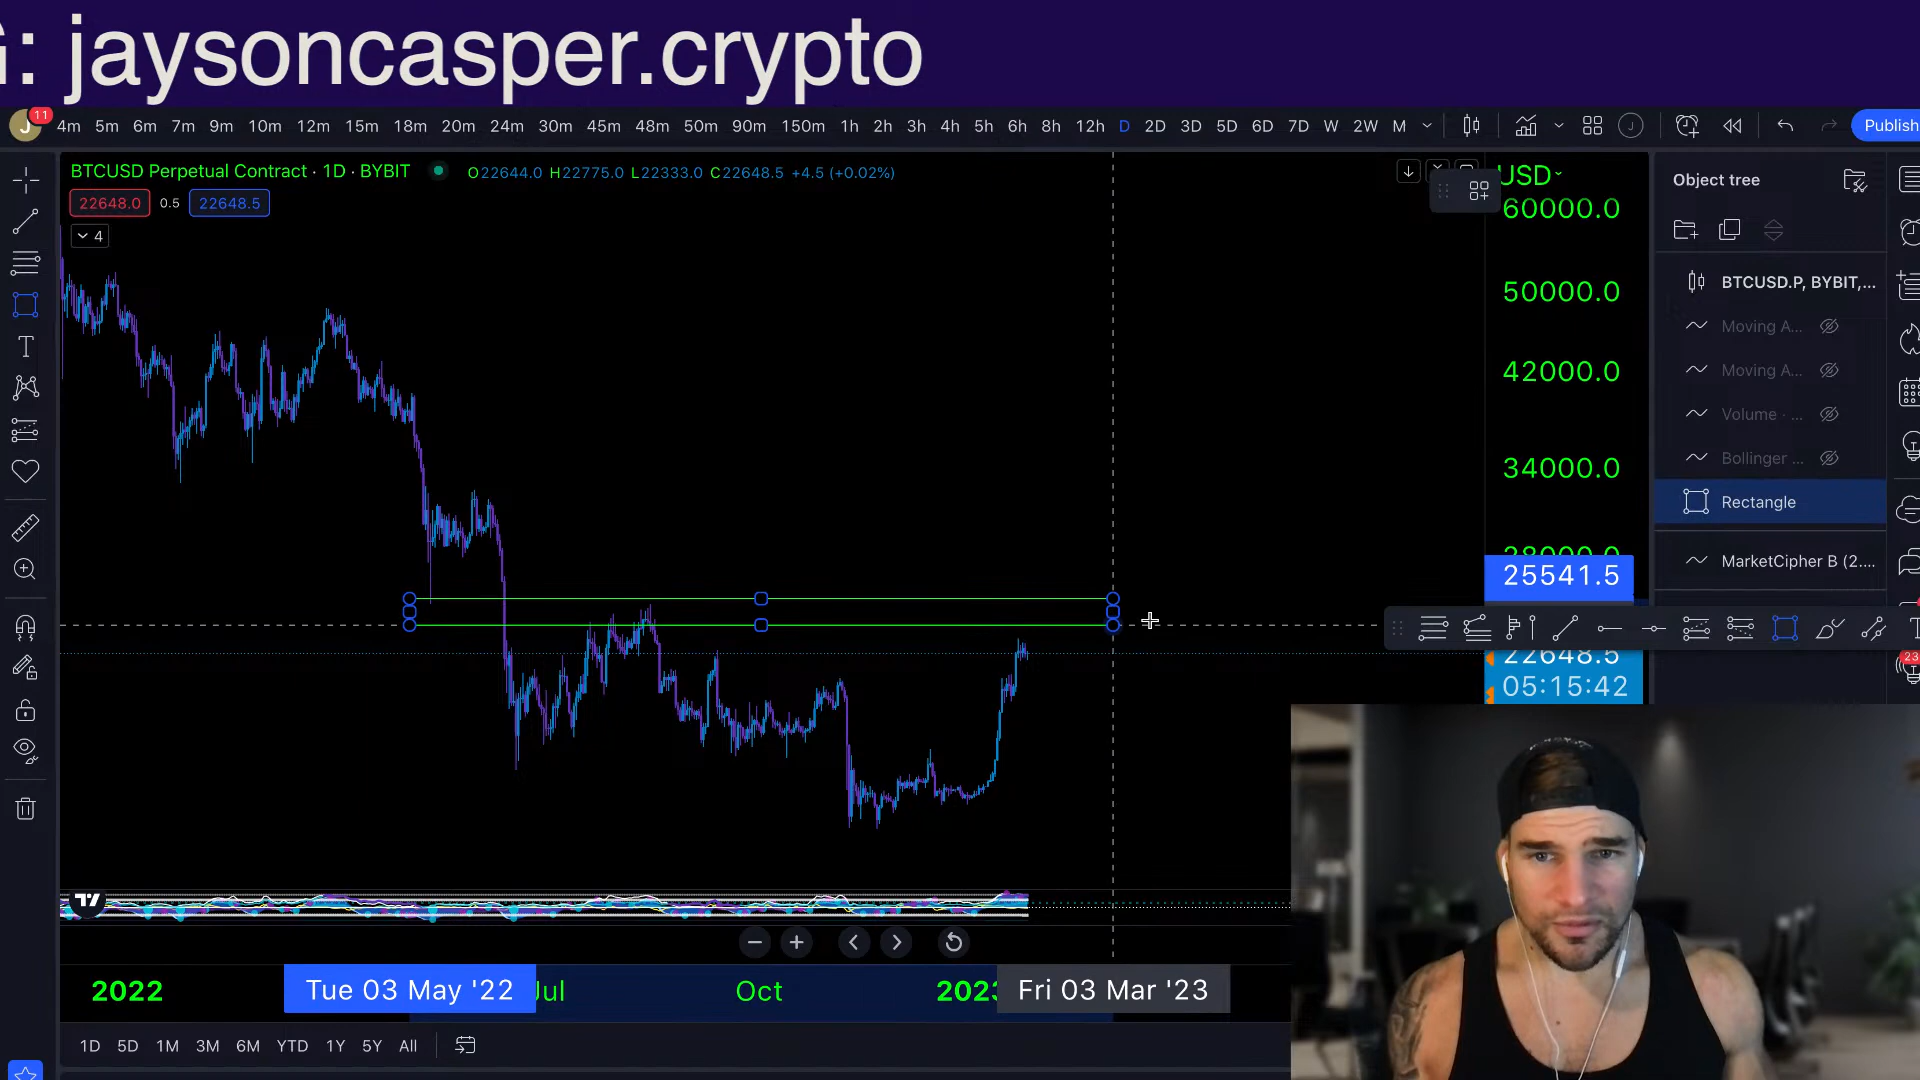 G: jaysoncasper.crypto
J 11 4m 5m 6m 7m 9m 10m 12m 15m 18m 20m 24m 30m 45m 48m 50m 90m 150m 1h 2h 3h 4h 5h 6h 8h 12h D 2D 3D 5D 6D 7D W 2W M J Publish
BTCUSD Perpetual Contract · 1D · BYBIT O22644.0 H22775.0 L22333.0 C22648.5 +4.5 (+0.02%)
22648.0 0.5 22648.5
4
USD
60000.0
50000.0
42000.0
34000.0
28000.0
25541.5
22648.5
05:15:42
Object tree
BTCUSD.P, BYBIT,...
Moving A...
Moving A...
Volume · ...
Bollinger ...
Rectangle
MarketCipher B (2....
T
23
2022 Tue 03 May '22 Jul Oct 2023 Fri 03 Mar '23
1D 5D 1M 3M 6M YTD 1Y 5Y All